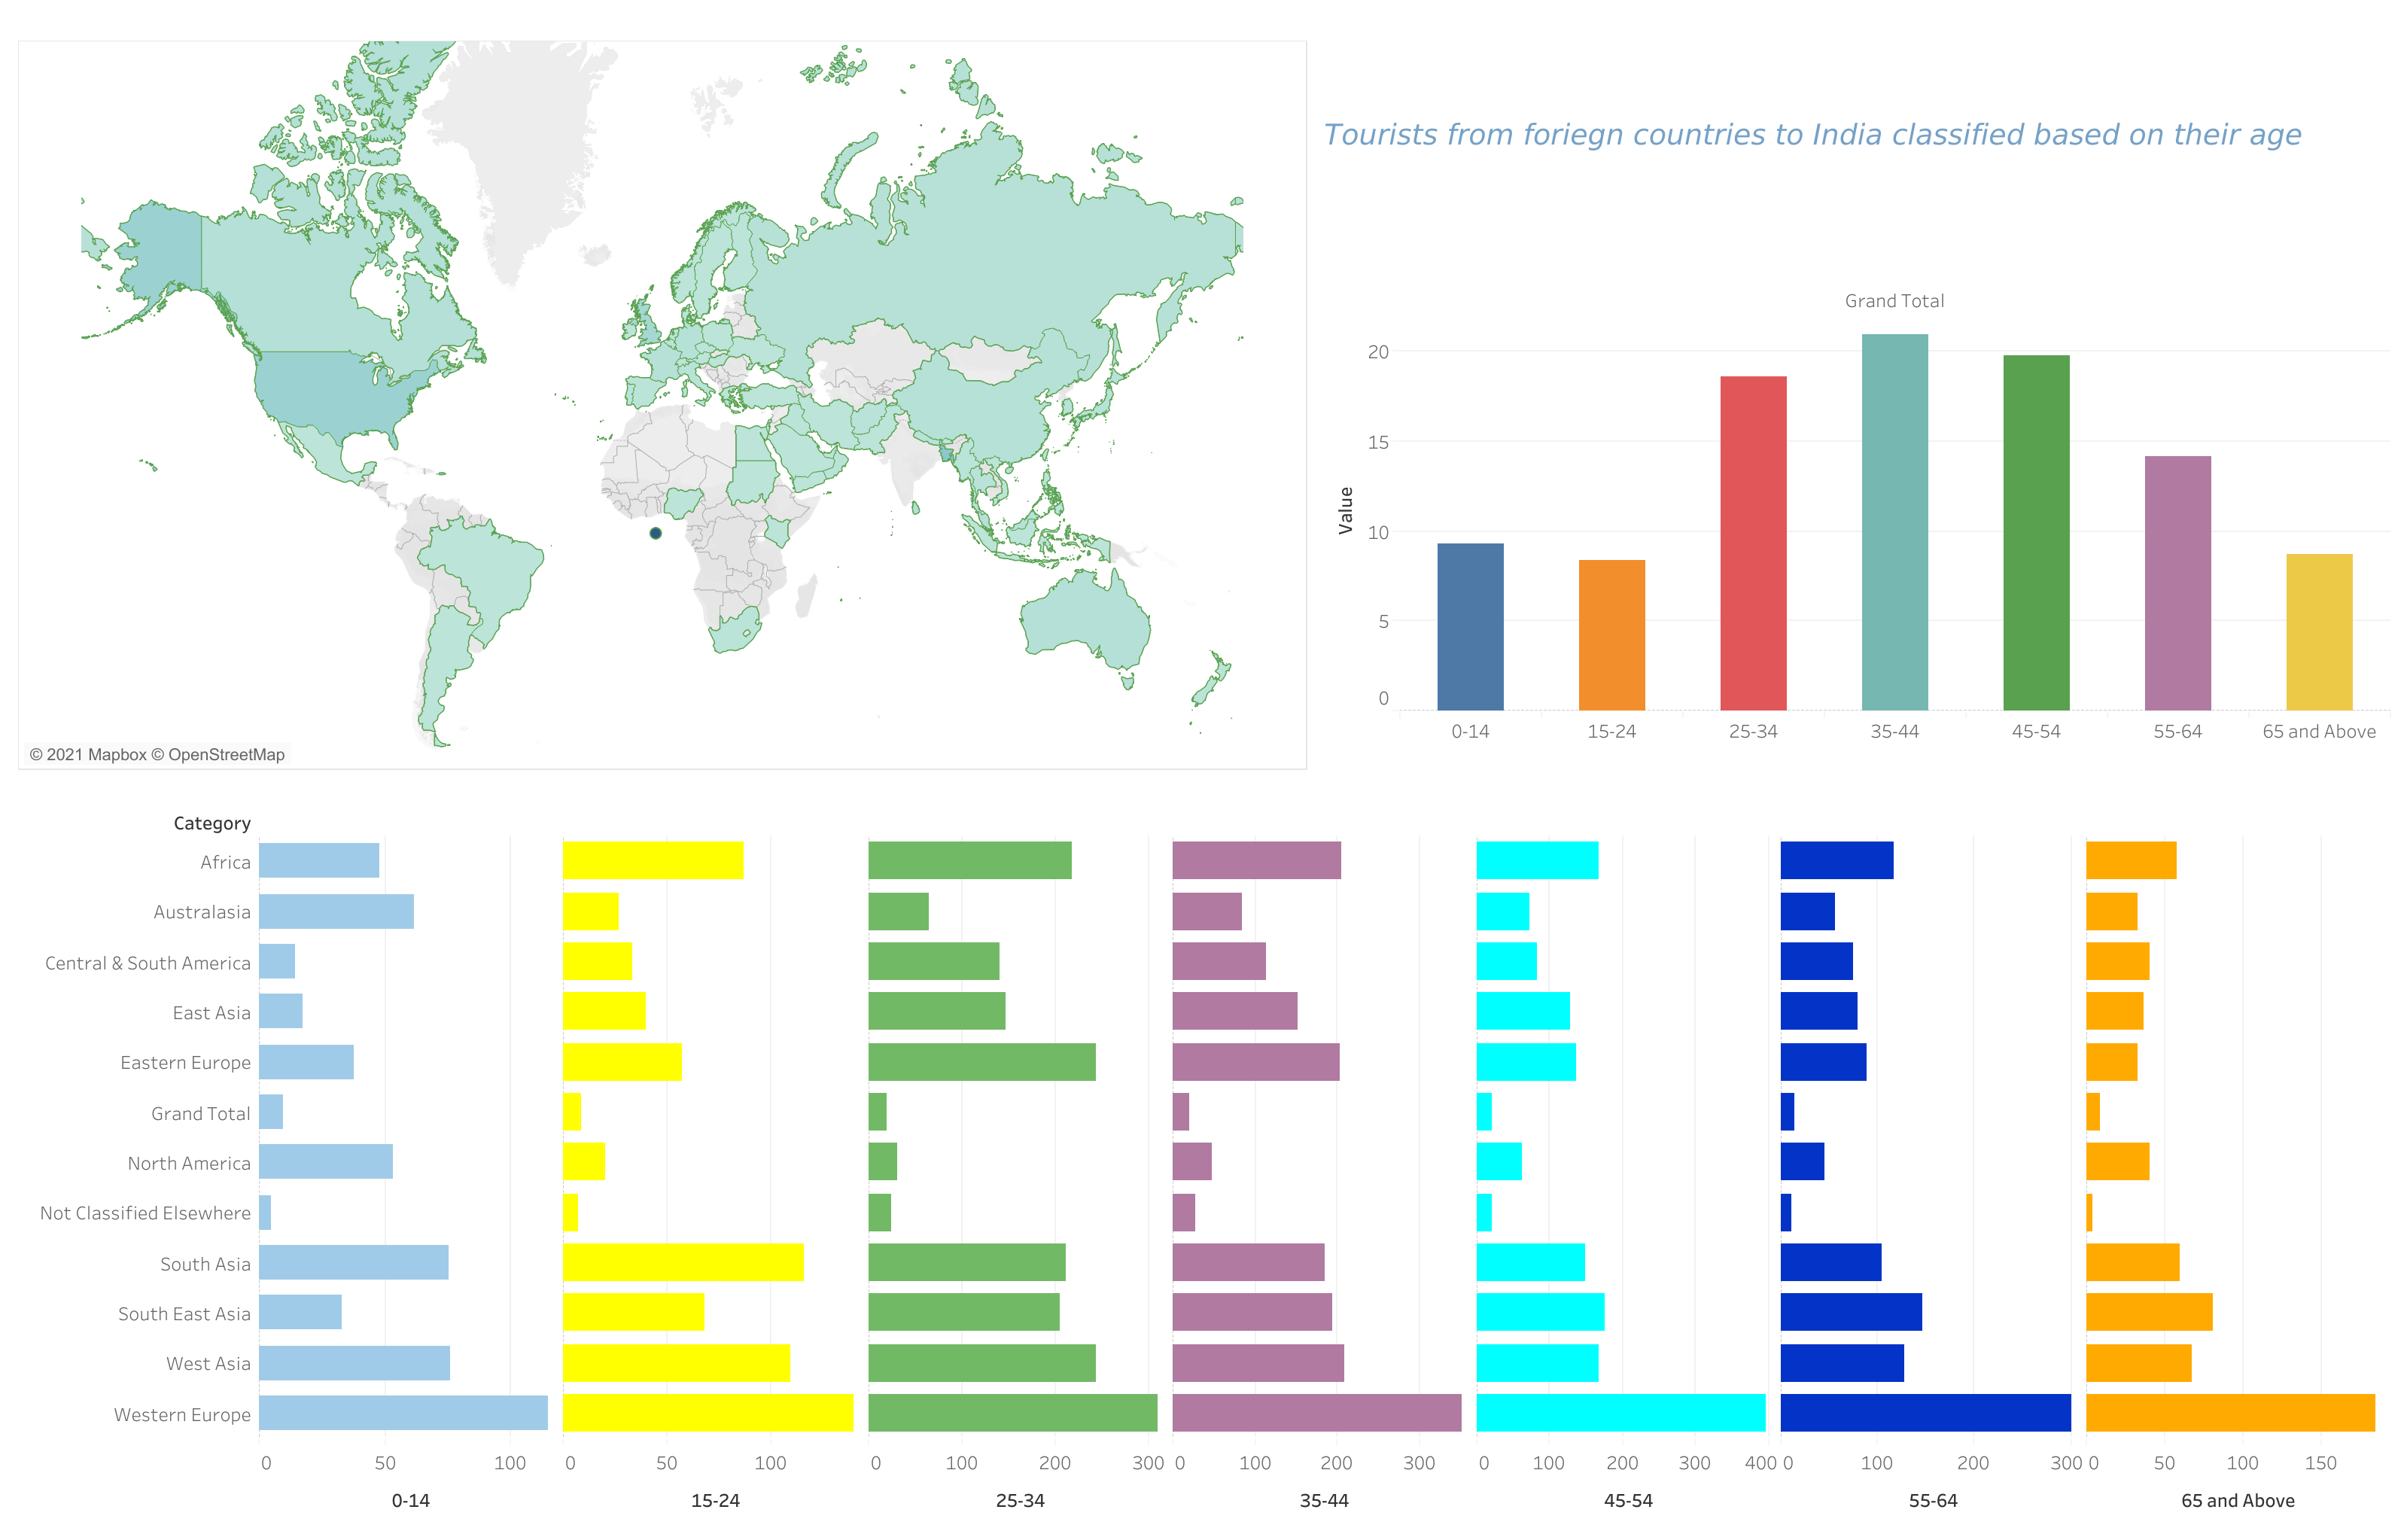 © 2021 Mapbox © OpenStreetMap
Tourists from foriegn countries to India classified based on their age
Grand Total
Value
20
15
10
5
0
0-14 15-24 25-34 35-44 45-54 55-64 65 and Above
Category
Africa
Australasia
Central & South America
East Asia
Eastern Europe
Grand Total
North America
Not Classified Elsewhere
South Asia
South East Asia
West Asia
Western Europe
0 50 100 0 50 100 0 100 200 300 0 100 200 300 0 100 200 300 400 0 100 200 300 0 50 100 150
0-14 15-24 25-34 35-44 45-54 55-64 65 and Above